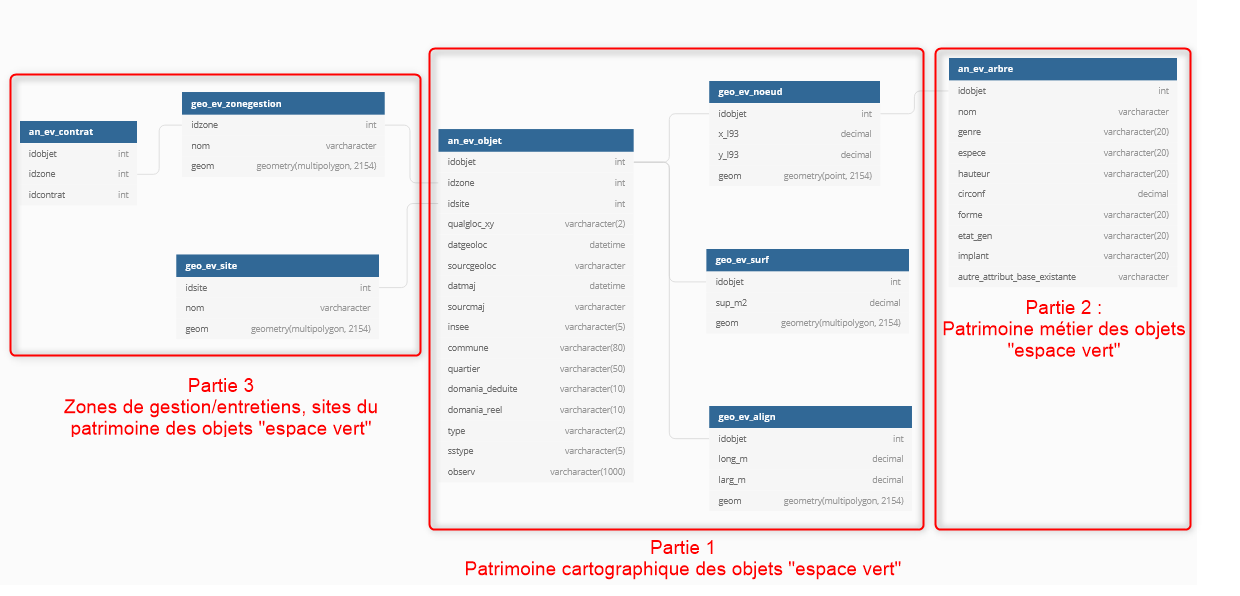 an_ev_contrat
idobjet int
idzone int
idcontrat int
geo_ev_zonegestion
idzone int
nom varcharacter
geom geometry(multipolygon, 2154)
geo_ev_site
idsite int
nom varcharacter
geom geometry(multipolygon, 2154)
Partie 3
Zones de gestion/entretiens, sites du
patrimoine des objets "espace vert"
an_ev_objet
idobjet int
idzone int
idsite int
qualgloc_xy varcharacter(2)
datgeoloc datetime
sourcgeoloc varcharacter
datmaj datetime
sourcmaj varcharacter
insee varcharacter(5)
commune varcharacter(80)
quartier varcharacter(50)
domania_deduite varcharacter(10)
domania_reel varcharacter(10)
type varcharacter(2)
sstype varcharacter(5)
observ varcharacter(1000)
geo_ev_noeud
idobjet int
x_l93 decimal
y_l93 decimal
geom geometry(point, 2154)
geo_ev_surf
idobjet int
sup_m2 decimal
geom geometry(multipolygon, 2154)
geo_ev_align
idobjet int
long_m decimal
larg_m decimal
geom geometry(multipolygon, 2154)
Partie 1
Patrimoine cartographique des objets "espace vert"
an_ev_arbre
idobjet int
nom varcharacter
genre varcharacter(20)
espece varcharacter(20)
hauteur varcharacter(20)
circonf decimal
forme varcharacter(20)
etat_gen varcharacter(20)
implant varcharacter(20)
autre_attribut_base_existante varcharacter
Partie 2 :
Patrimoine métier des objets
"espace vert"